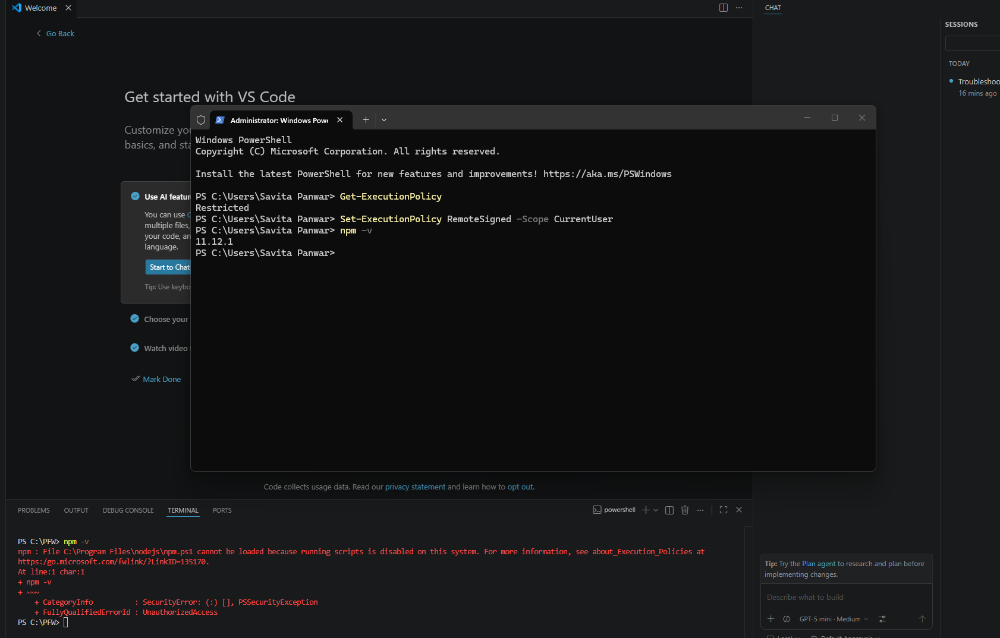 Welcome
CHAT
SESSIONS
Go Back
TODAY
Troubleshoo
16 mins ago
Get started with VS Code
Customize you
basics, and sta
Use AI featur
You can use C
multiple files,
your code, an
language.
Start to Chat
Tip: Use keybo
Choose your
Watch video
Mark Done
Administrator: Windows Powe
Windows PowerShell
Copyright (C) Microsoft Corporation. All rights reserved.
Install the latest PowerShell for new features and improvements! https://aka.ms/PSWindows
PS C:\Users\Savita Panwar> Get-ExecutionPolicy
Restricted
PS C:\Users\Savita Panwar> Set-ExecutionPolicy RemoteSigned -Scope CurrentUser
PS C:\Users\Savita Panwar> npm -v
11.12.1
PS C:\Users\Savita Panwar>
Code collects usage data. Read our privacy statement and learn how to opt out.
PROBLEMS OUTPUT DEBUG CONSOLE TERMINAL PORTS
powershell
PS C:\PFW> npm -v
npm : File C:\Program Files\nodejs\npm.ps1 cannot be loaded because running scripts is disabled on this system. For more information, see about_Execution_Policies at
https:/go.microsoft.com/fwlink/?LinkID=135170.
At line:1 char:1
+ npm -v
+ ~~~
+ CategoryInfo : SecurityError: (:) [], PSSecurityException
+ FullyQualifiedErrorId : UnauthorizedAccess
PS C:\PFW>
Tip: Try the Plan agent to research and plan before
implementing changes.
Describe what to build
GPT-5 mini · Medium